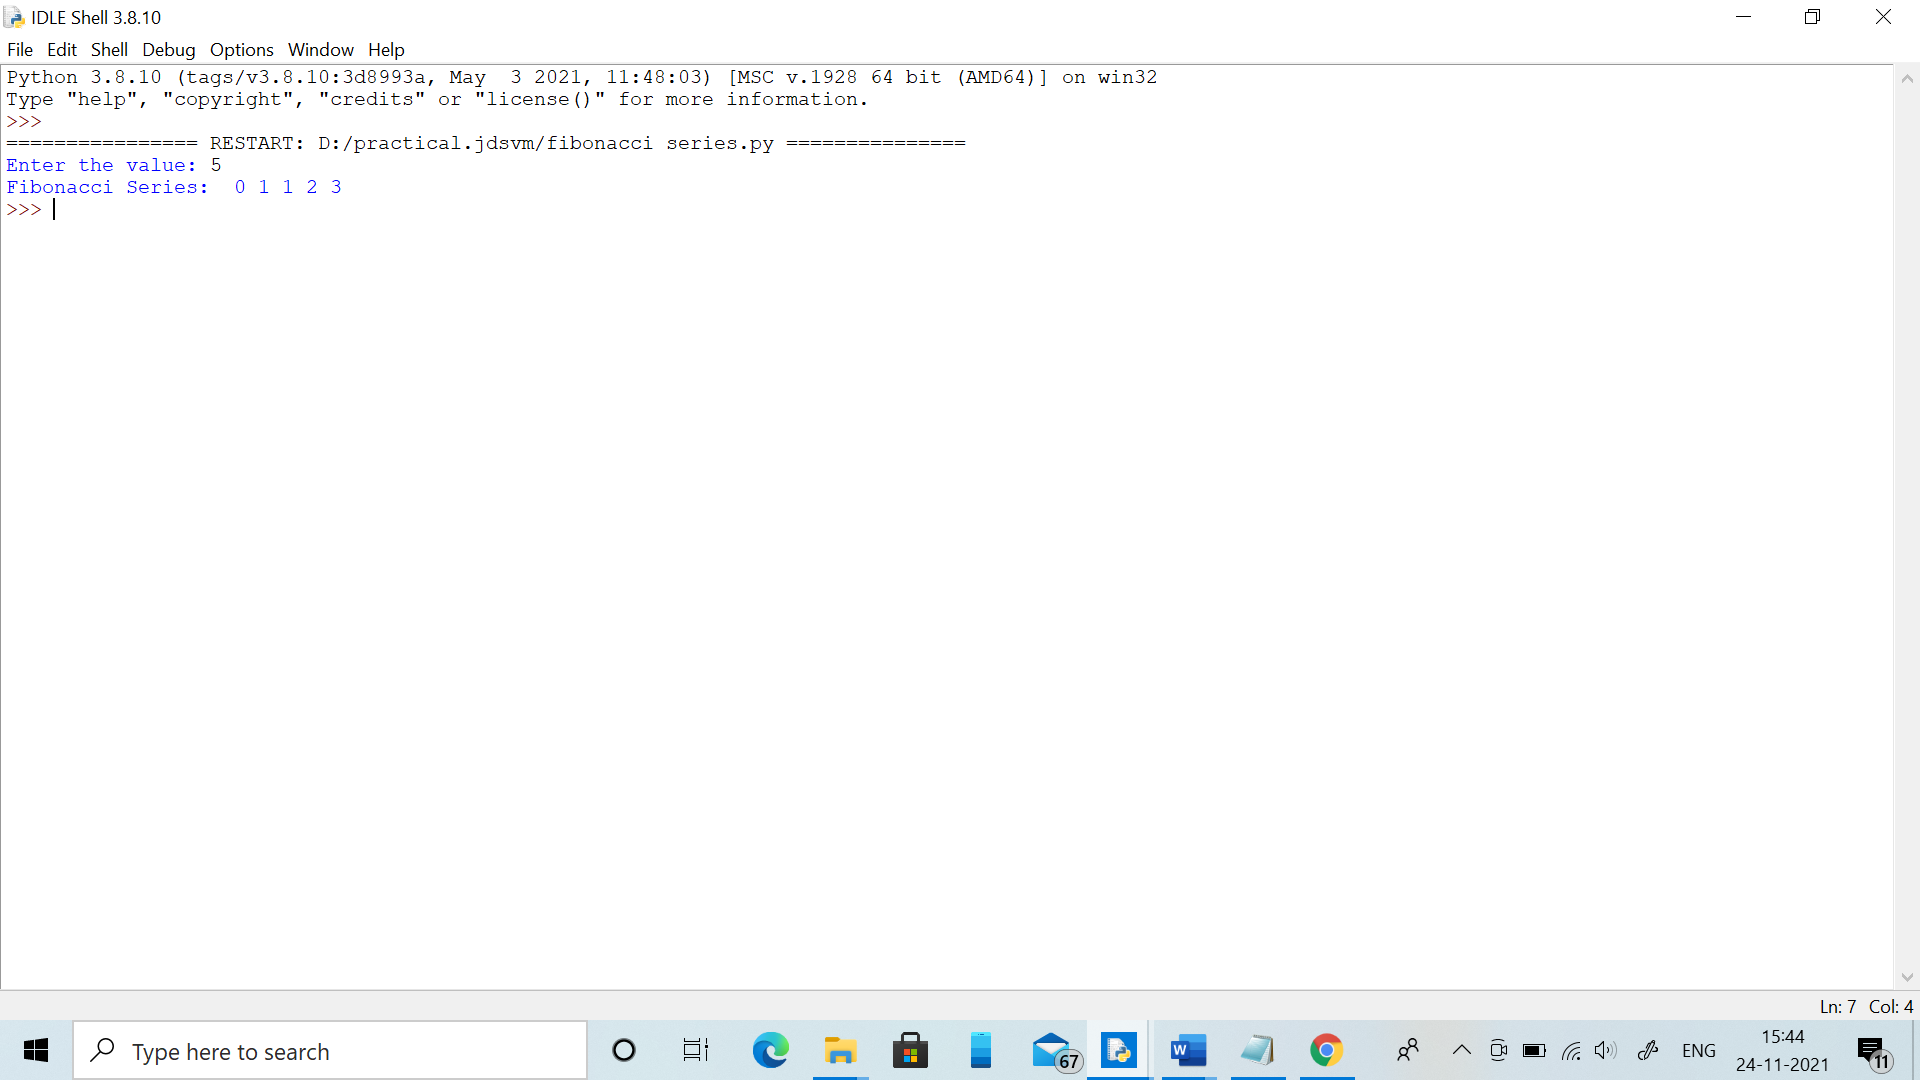 IDLE Shell 3.8.10
File Edit Shell Debug Options Window Help
Python 3.8.10 (tags/v3.8.10:3d8993a, May  3 2021, 11:48:03) [MSC v.1928 64 bit (AMD64)] on win32
Type "help", "copyright", "credits" or "license()" for more information.
>>>
================ RESTART: D:/practical.jdsvm/fibonacci series.py ===============
Enter the value: 5
Fibonacci Series:  0 1 1 2 3
>>>
Ln: 7 Col: 4
Type here to search
67
W
ENG
15:44
24-11-2021
11